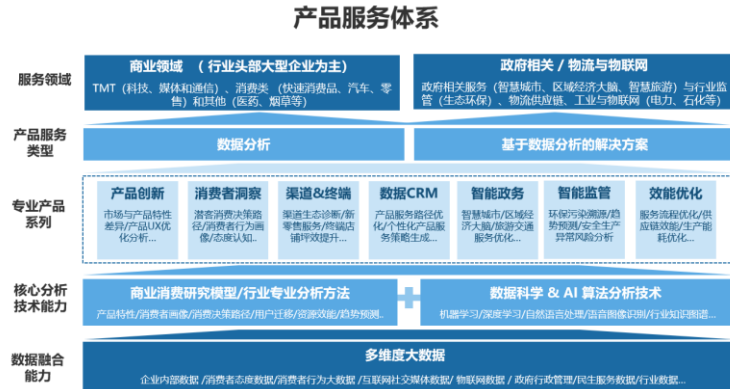 产品服务体系
服务领域
商业领域 （ 行业头部大型企业为主）
TMT（科技、媒体和通信）、消费类 （快速消费品、汽车、零
售）和其他（医药、烟草等）
政府相关 / 物流与物联网
政府相关服务（智慧城市、区域经济大脑、智慧旅游）与行业监
管（生态环保）、物流供应链、工业与物联网（电力、石化等）
产品服务
类型
数据分析
基于数据分析的解决方案
专业产品
系列
产品创新
市场与产品特性
差异/产品UX优
化分析...
消费者洞察
潜客消费决策路
径/消费者行为画
像/态度认知..
渠道&终端
渠道生态诊断/新
零售服务/终端店
铺坪效提升...
数据CRM
产品服务路径优
化/个性化产品服
务策略生成...
智能政务
智慧城市/区域经
济大脑/旅游交通
服务优化...
智能监管
环保污染溯源/趋
势预测/安全生产
异常风险分析
效能优化
服务流程优化/供
应链效能/生产能
耗优化...
核心分析
技术能力
商业消费研究模型/行业专业分析方法
产品特性/消费者画像/消费决策路径/用户迁移/资源效能/趋势预测..
+
数据科学 & AI 算法分析技术
机器学习/深度学习/自然语言处理/语音图像识别/行业知识图谱...
数据融合
能力
多维度大数据
企业内部数据 /消费者态度数据/消费者行为大数据 /互联网社交媒体数据/ 物联网数据 / 政府行政管理/民生服务数据/行业数据...